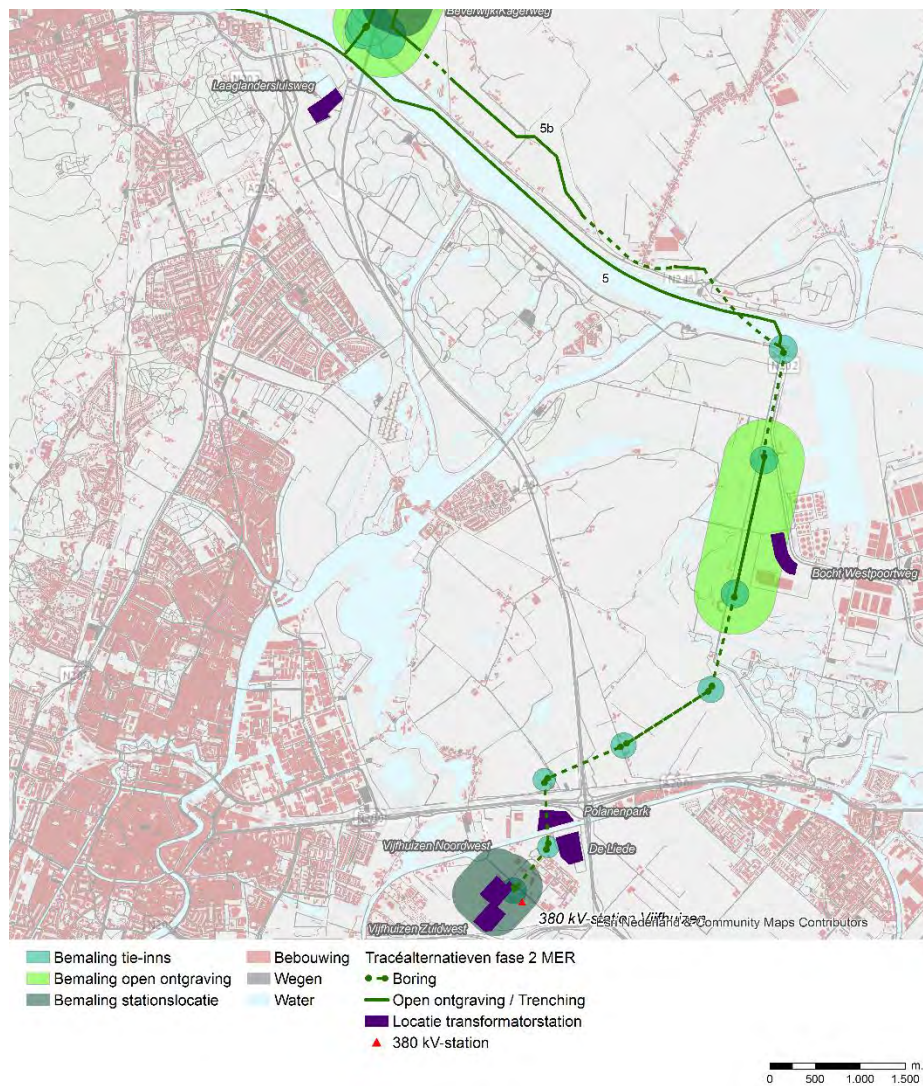 Beverwijk Kagerweg
Laaglandersluisweg
5b
5
Bocht Westpoortweg
Polanenpark
Vijfhuizen Noordwest
De Liede
380 kV-station Vijfhuizen
Esri Nederland & Community Maps Contributors
Vijfhuizen Zuidwest
Bemaling tie-inns
Bebouwing
Tracéalternatieven fase 2 MER
Bemaling open ontgraving
Wegen
Boring
Bemaling stationslocatie
Water
Open ontgraving / Trenching
Locatie transformatorstation
380 kV-station
m.
0 500 1.000 1.500